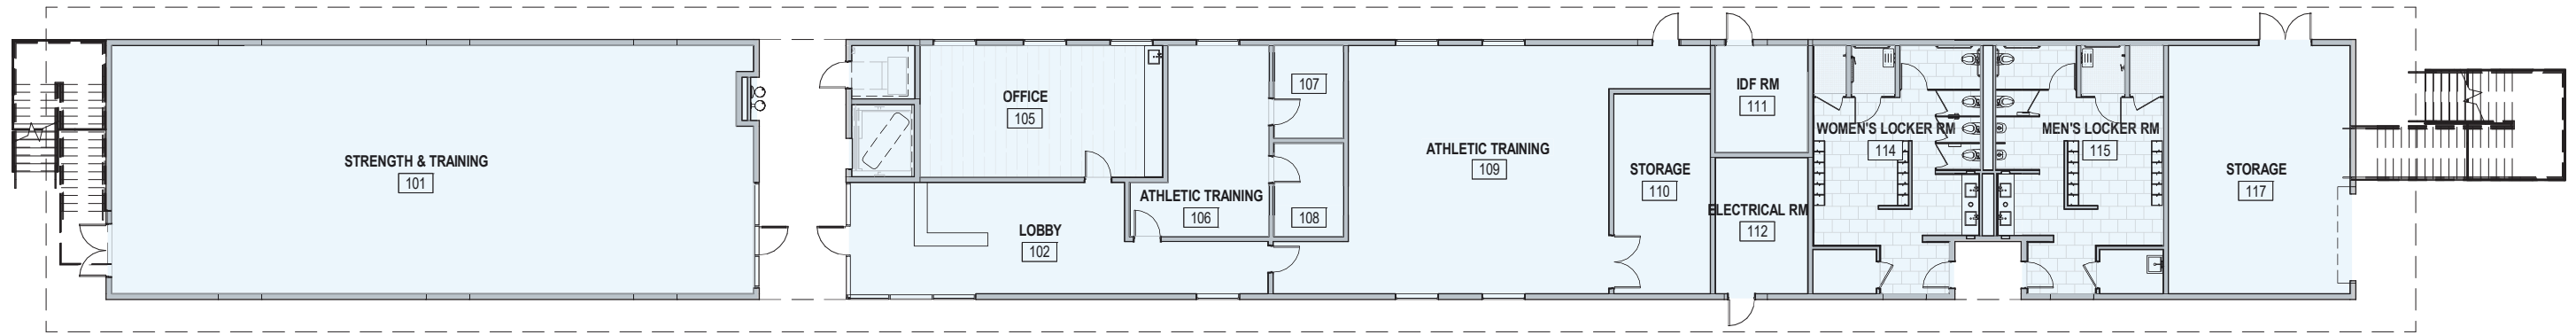 STRENGTH & TRAINING
101
OFFICE
105
LOBBY
102
ATHLETIC TRAINING
106
107
108
ATHLETIC TRAINING
109
STORAGE
110
IDF RM
111
ELECTRICAL RM
112
WOMEN'S LOCKER RM
114
MEN'S LOCKER RM
115
STORAGE
117